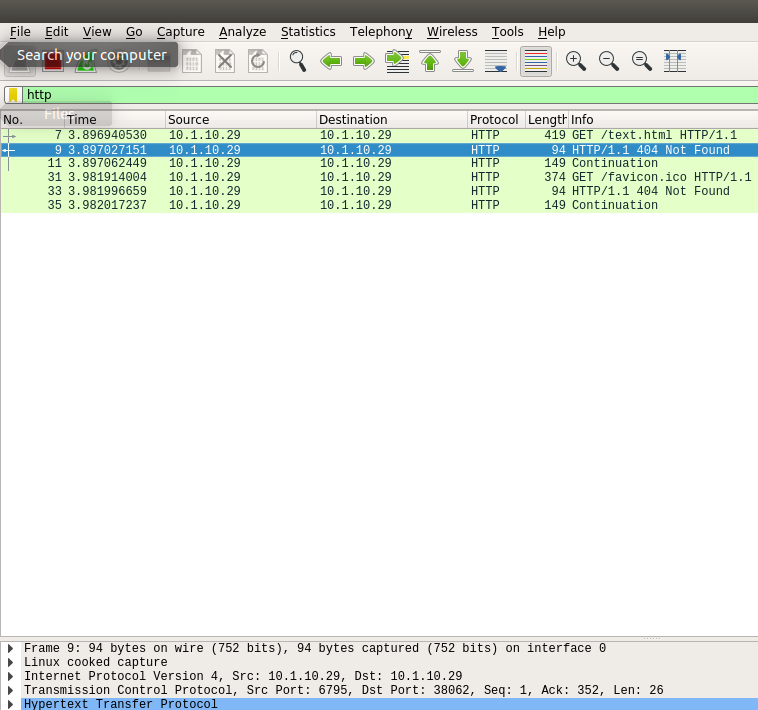 File Edit View Go Capture Analyze Statistics Telephony Wireless Tools Help
Search your computer
http
Files
No. Time Source Destination Protocol Length Info
7 3.896940530 10.1.10.29 10.1.10.29 HTTP 419 GET /text.html HTTP/1.1
9 3.897027151 10.1.10.29 10.1.10.29 HTTP 94 HTTP/1.1 404 Not Found
11 3.897062449 10.1.10.29 10.1.10.29 HTTP 149 Continuation
31 3.981914004 10.1.10.29 10.1.10.29 HTTP 374 GET /favicon.ico HTTP/1.1
33 3.981996659 10.1.10.29 10.1.10.29 HTTP 94 HTTP/1.1 404 Not Found
35 3.982017237 10.1.10.29 10.1.10.29 HTTP 149 Continuation
Frame 9: 94 bytes on wire (752 bits), 94 bytes captured (752 bits) on interface 0
Linux cooked capture
Internet Protocol Version 4, Src: 10.1.10.29, Dst: 10.1.10.29
Transmission Control Protocol, Src Port: 6795, Dst Port: 38062, Seq: 1, Ack: 352, Len: 26
Hypertext Transfer Protocol